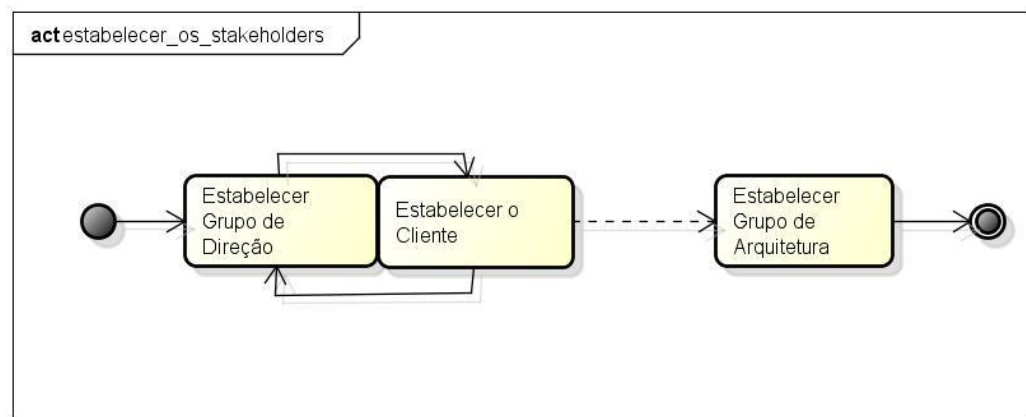 act estabelecer_os_stakeholders
Estabelecer
Grupo de
Direção
Estabelecer o
Cliente
Estabelecer
Grupo de
Arquitetura